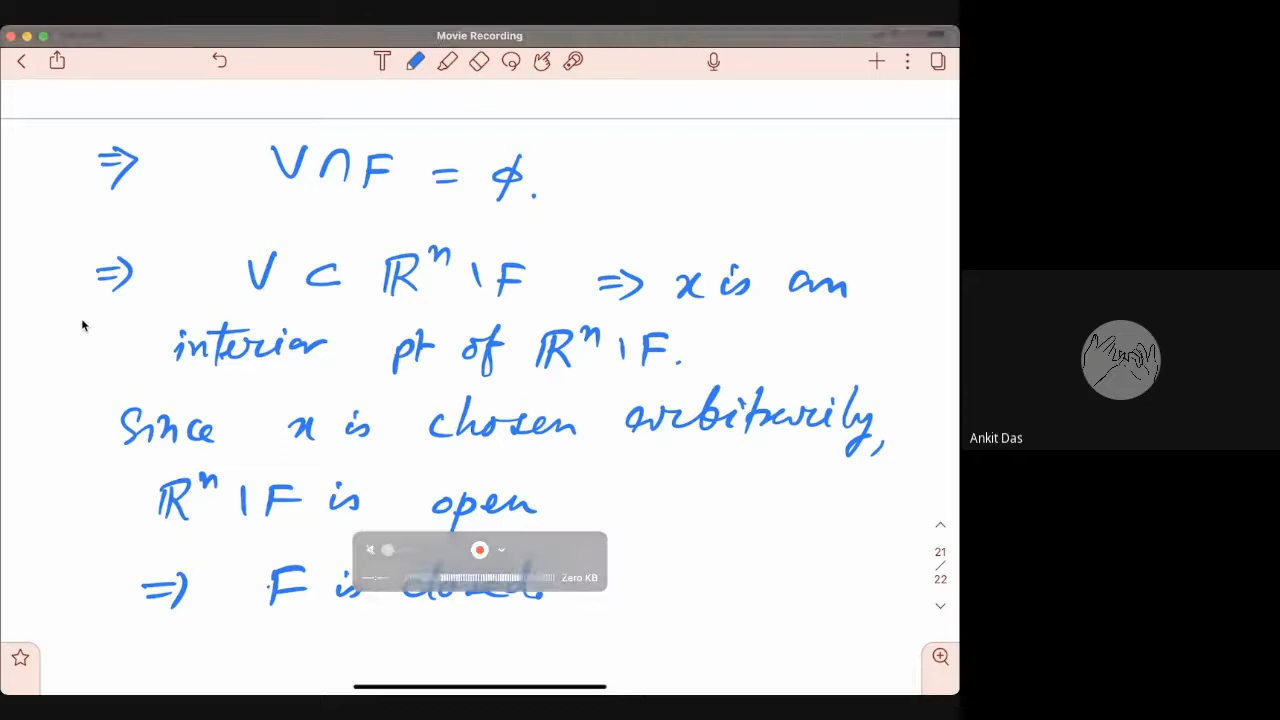 Movie Recording
⇒ V ∩ F = ϕ.
⇒ V ⊂ ℝⁿ \ F ⇒ x is an
interior pt of ℝⁿ \ F.
Since x is chosen arbitrarily,
ℝⁿ \ F is open
Zero KB
⇒ F is closed.
21
/
22
Ankit Das